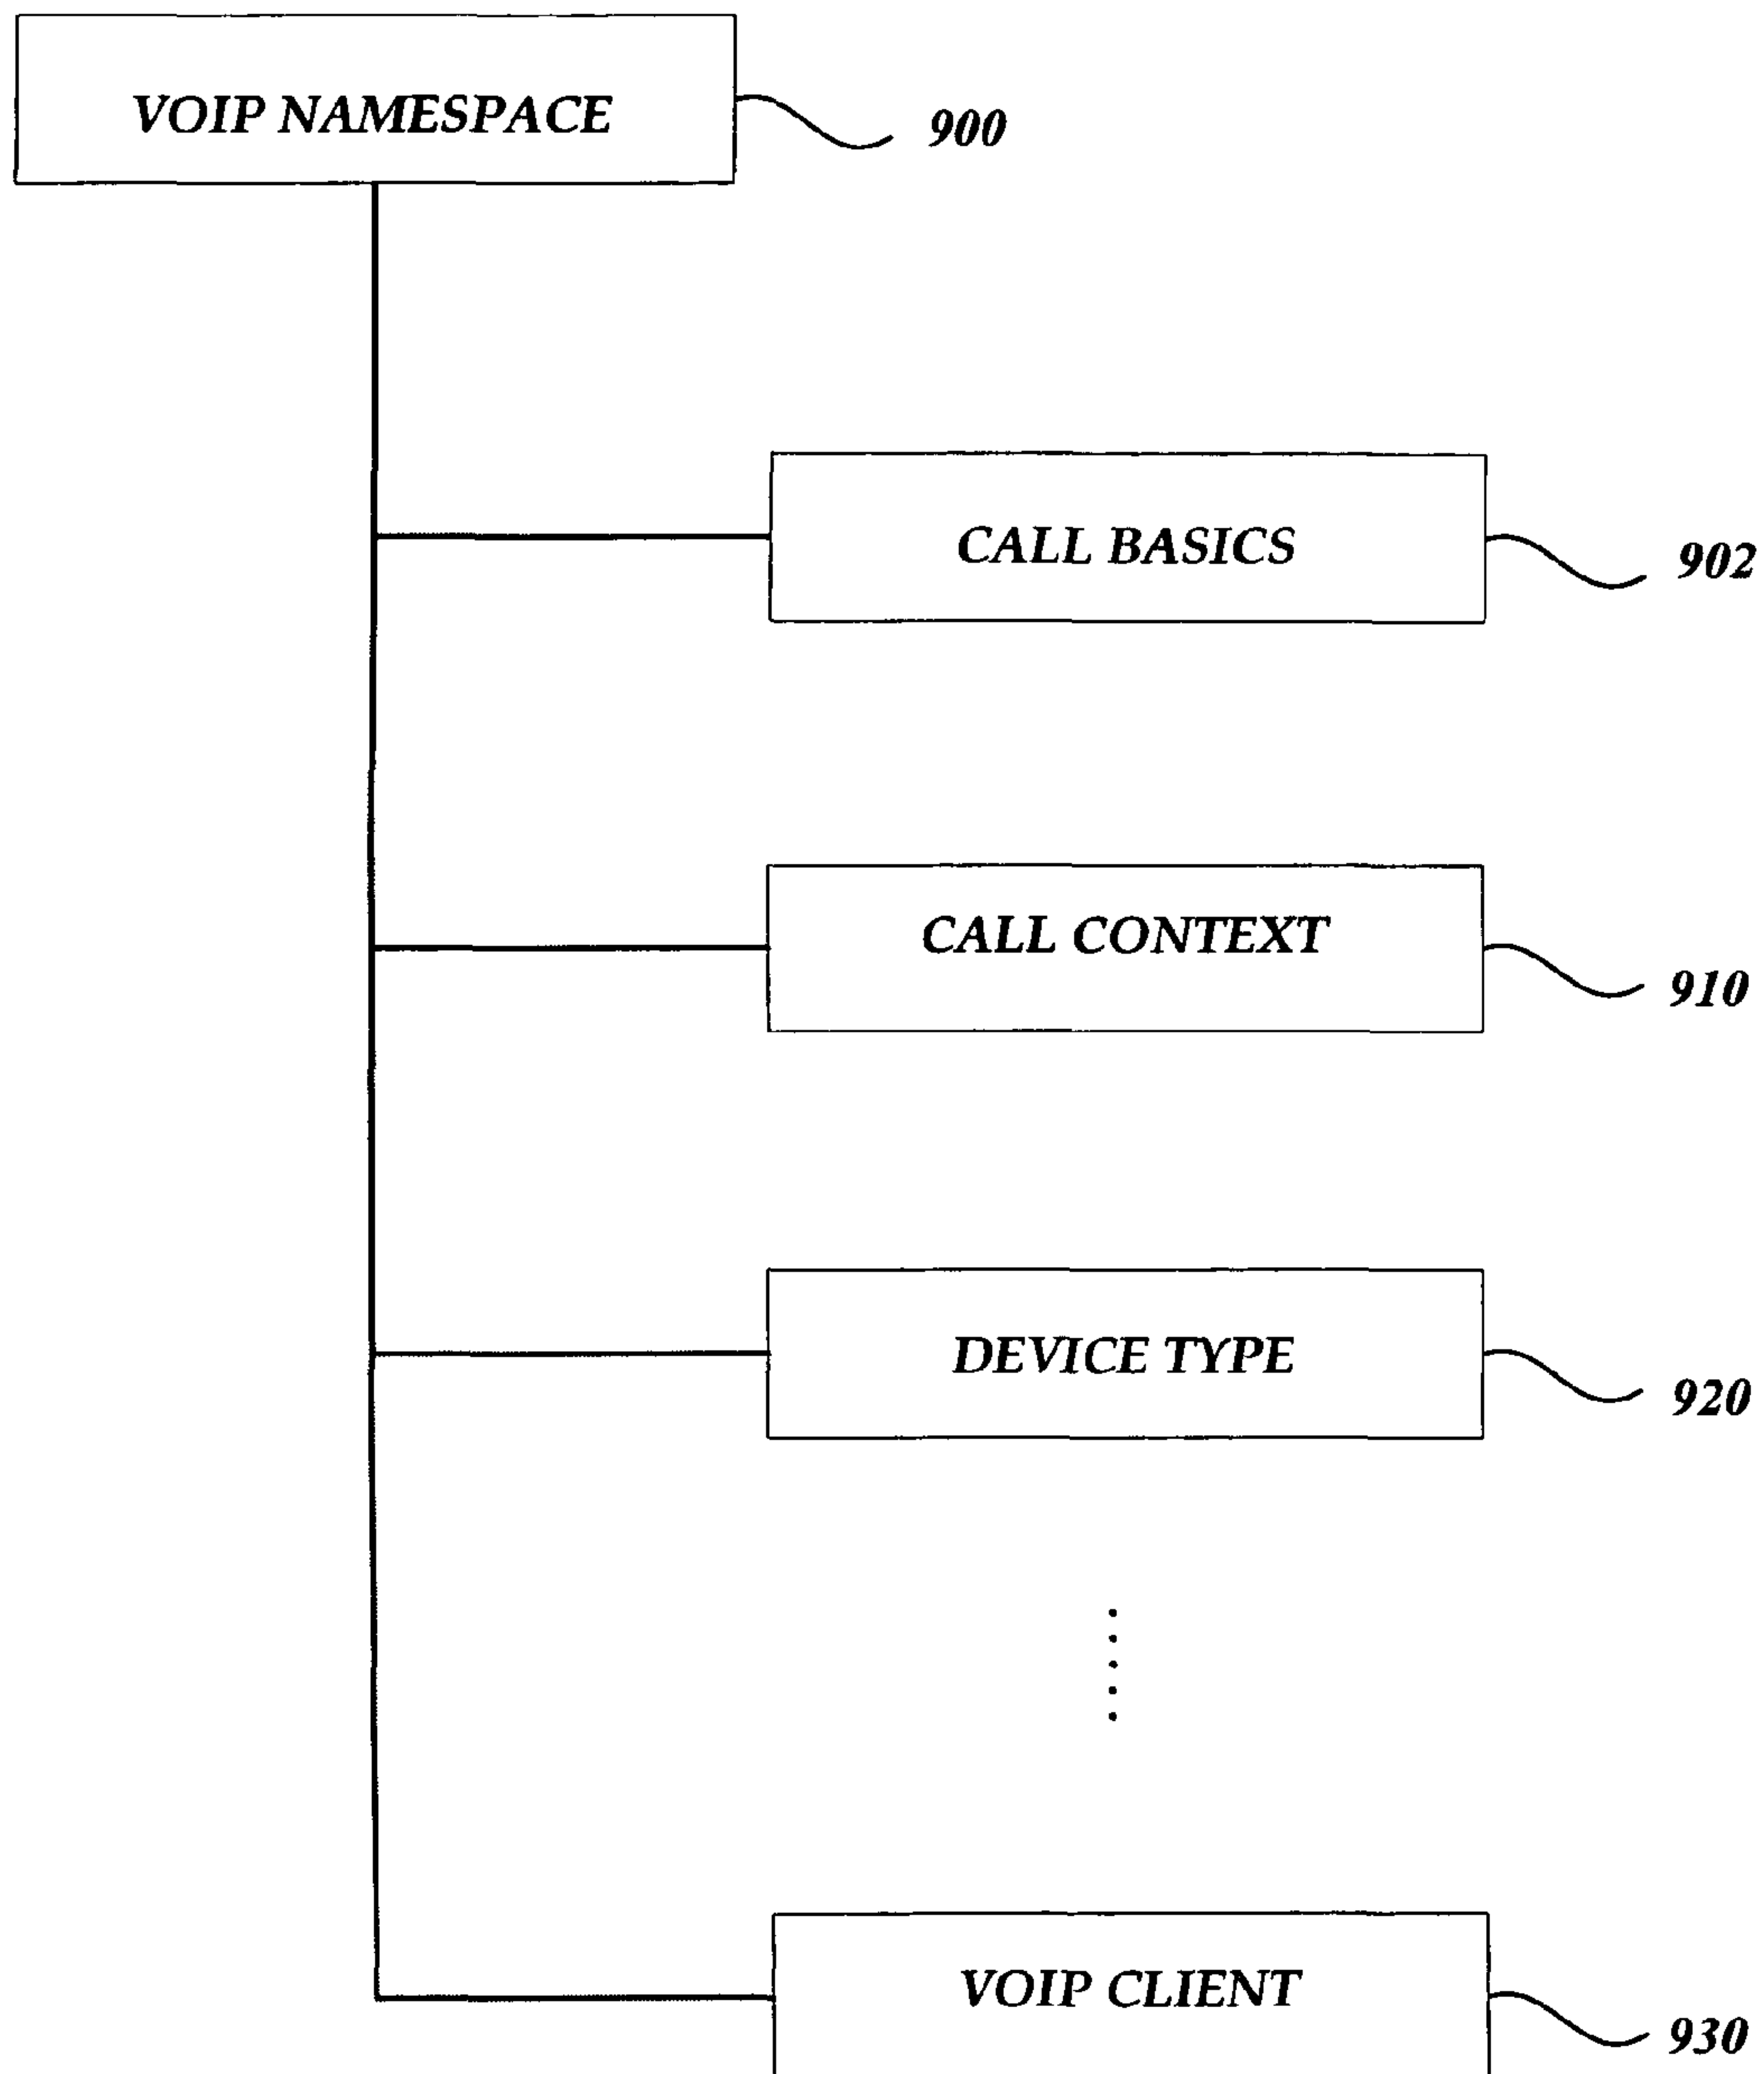 VOIP NAMESPACE
900
CALL BASICS
902
CALL CONTEXT
910
DEVICE TYPE
920
VOIP CLIENT
930